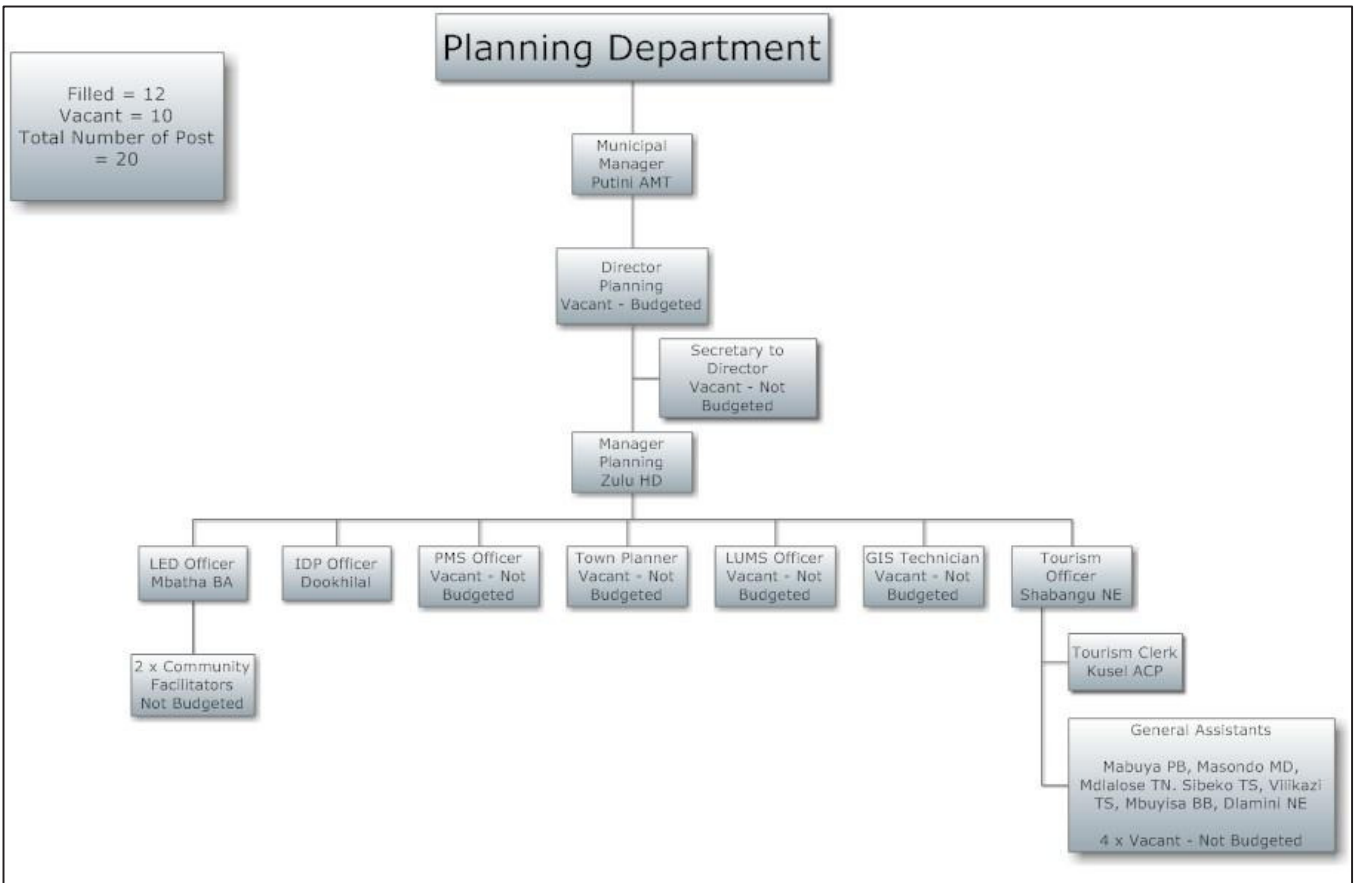 Planning Department
Filled = 12
Vacant = 10
Total Number of Post
= 20
Municipal
Manager
Putini AMT
Director
Planning
Vacant - Budgeted
Secretary to
Director
Vacant - Not
Budgeted
Manager
Planning
Zulu HD
LED Officer
Mbatha BA
IDP Officer
Dookhilal
PMS Officer
Vacant - Not
Budgeted
Town Planner
Vacant - Not
Budgeted
LUMS Officer
Vacant - Not
Budgeted
GIS Technician
Vacant - Not
Budgeted
Tourism
Officer
Shabangu NE
2 x Community
Facilitators
Not Budgeted
Tourism Clerk
Kusel ACP
General Assistants
Mabuya PB, Masondo MD,
Mdlalose TN. Sibeko TS, Vilikazi
TS, Mbuyisa BB, Dlamini NE
4 x Vacant - Not Budgeted